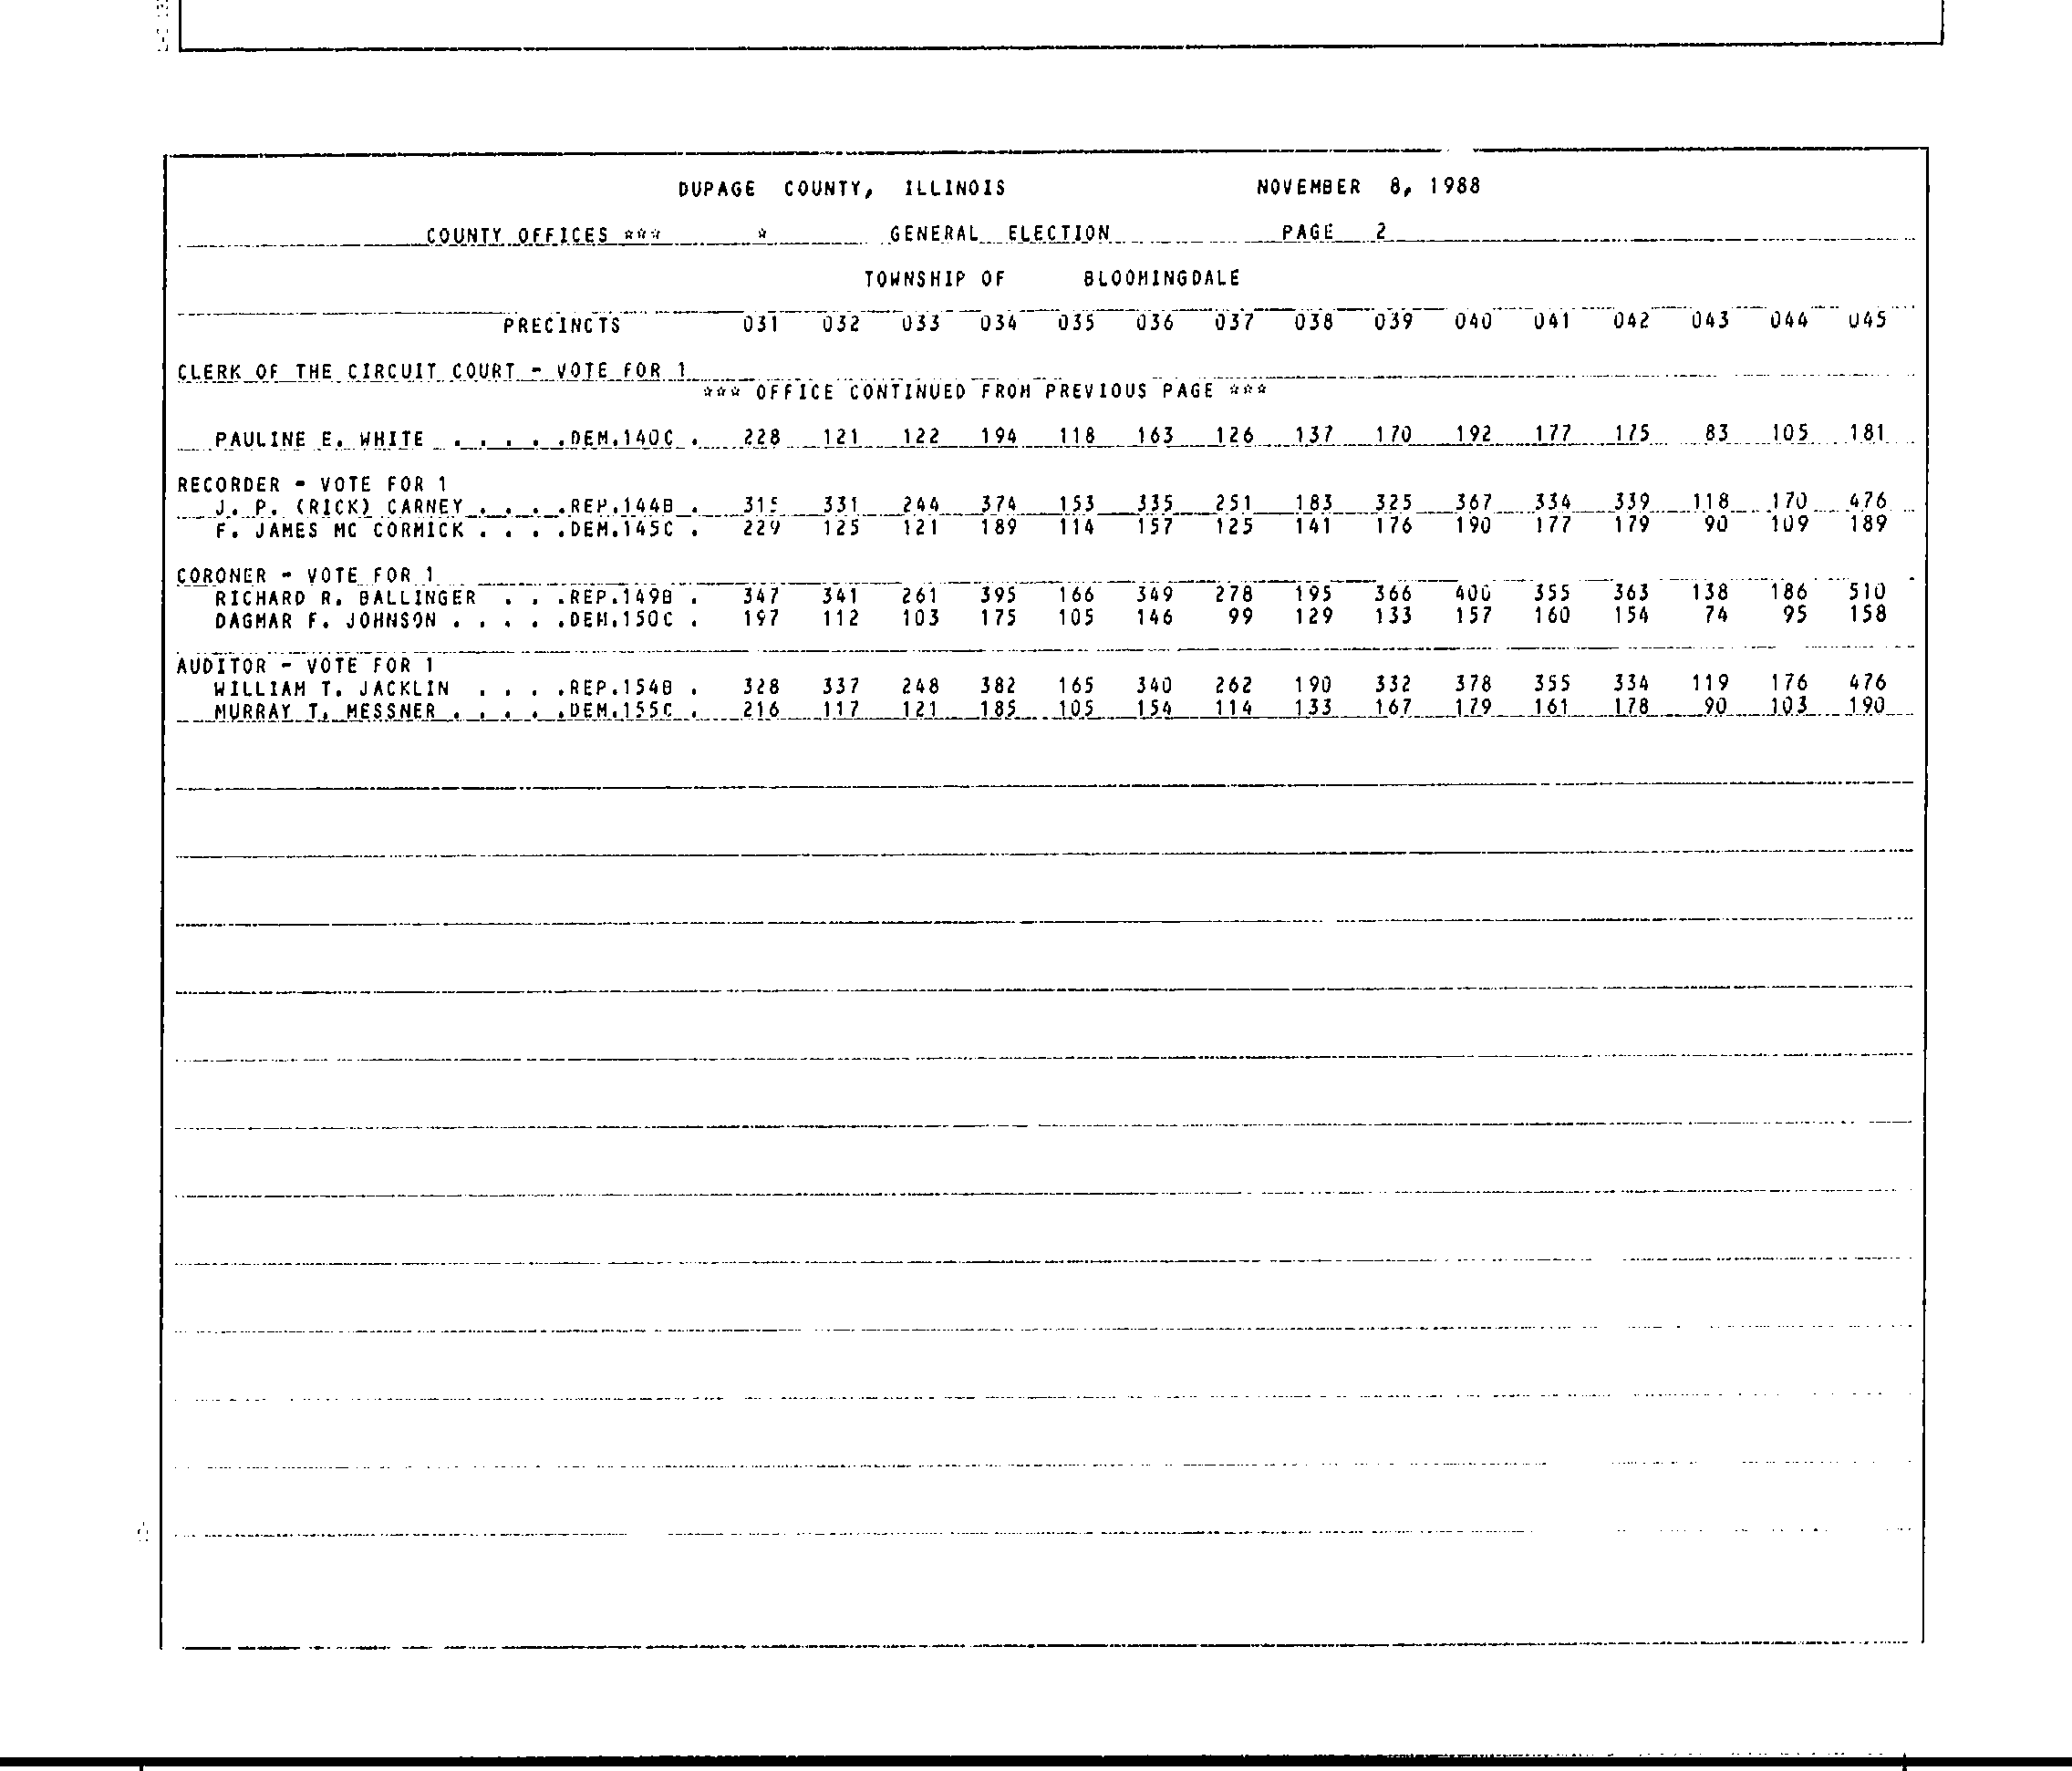 DUPAGE COUNTY, ILLINOIS NOVEMBER 8, 1988
COUNTY OFFICES *** * GENERAL ELECTION PAGE 2
TOWNSHIP OF BLOOMINGDALE
PRECINCTS 031 032 033 034 035 036 037 038 039 040 041 042 043 044 045
CLERK OF THE CIRCUIT COURT - VOTE FOR 1
*** OFFICE CONTINUED FROM PREVIOUS PAGE ***
PAULINE E. WHITE . . . . .DEM.140C . 228 121 122 194 118 163 126 137 170 192 177 175 83 105 181
RECORDER - VOTE FOR 1
J. P. (RICK) CARNEY . . . .REP.144B . 315 331 244 374 153 335 251 183 325 367 334 339 118 170 476
F. JAMES MC CORMICK . . . .DEM.145C . 229 125 121 189 114 157 125 141 176 190 177 179 90 109 189
CORONER - VOTE FOR 1
RICHARD R. BALLINGER . . .REP.149B . 347 341 261 395 166 349 278 195 366 400 355 363 138 186 510
DAGMAR F. JOHNSON . . . . .DEM.150C . 197 112 103 175 105 146 99 129 133 157 160 154 74 95 158
AUDITOR - VOTE FOR 1
WILLIAM T. JACKLIN . . . .REP.154B . 328 337 248 382 165 340 262 190 332 378 355 334 119 176 476
MURRAY T. MESSNER . . . . .DEM.155C . 216 117 121 185 105 154 114 133 167 179 161 178 90 103 190